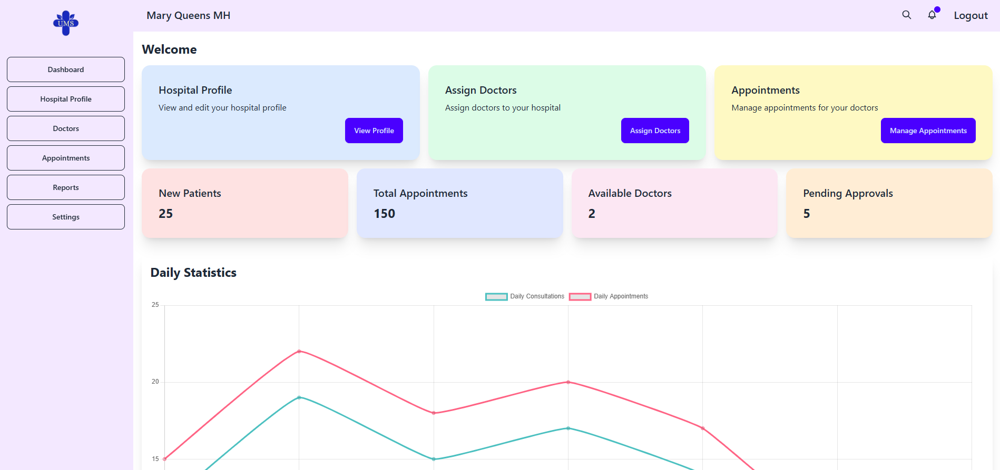 UMS
Mary Queens MH
Logout
Dashboard
Hospital Profile
Doctors
Appointments
Reports
Settings
Welcome
Hospital Profile
View and edit your hospital profile
View Profile
Assign Doctors
Assign doctors to your hospital
Assign Doctors
Appointments
Manage appointments for your doctors
Manage Appointments
New Patients
25
Total Appointments
150
Available Doctors
2
Pending Approvals
5
Daily Statistics
Daily Consultations
Daily Appointments
25
20
15